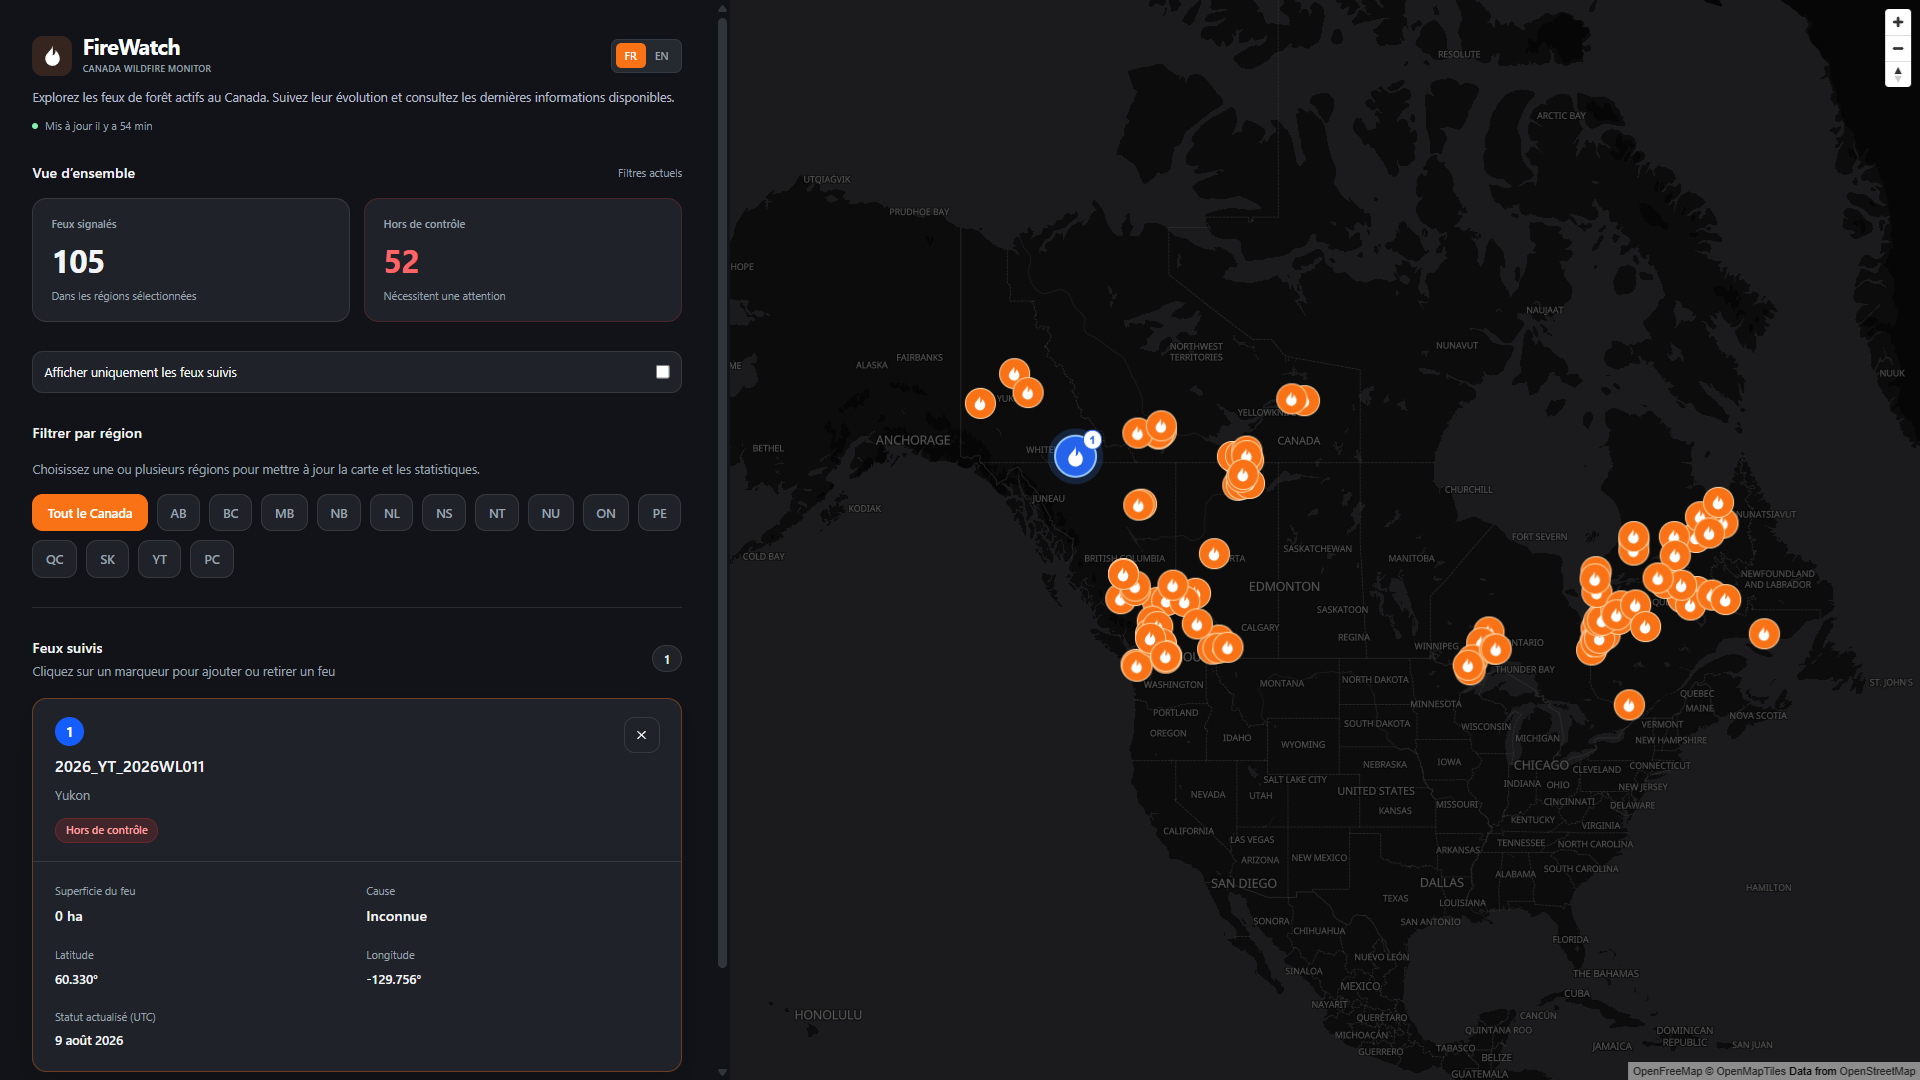 FireWatch
CANADA WILDFIRE MONITOR
FR EN
Explorez les feux de forêt actifs au Canada. Suivez leur évolution et consultez les dernières informations disponibles.
Mis à jour il y a 54 min
Vue d'ensemble
Filtres actuels
Feux signalés
105
Dans les régions sélectionnées
Hors de contrôle
52
Nécessitent une attention
Afficher uniquement les feux suivis
Filtrer par région
Choisissez une ou plusieurs régions pour mettre à jour la carte et les statistiques.
Tout le Canada AB BC MB NB NL NS NT NU ON PE
QC SK YT PC
Feux suivis
Cliquez sur un marqueur pour ajouter ou retirer un feu
1
1
2026_YT_2026WL011
Yukon
Hors de contrôle
Superficie du feu
0 ha
Cause
Inconnue
Latitude
60.330°
Longitude
-129.756°
Statut actualisé (UTC)
9 août 2026
RESOLUTE
ARCTIC BAY
UTQIAGVIK
PRUDHOE BAY
HOPE
NAUJAAT
NORTHWEST
TERRITORIES
NUNAVUT
FAIRBANKS
ALASKA
ME
NUUK
YUK
YELLOWKN
ANCHORAGE
CANADA
BETHEL
WHITE
1
JUNEAU
CHURCHILL
KODIAK
NUNATSIAVUT
FORT SEVERN
SASKATCHEWAN
COLD BAY
BRITISH COLUMBIA
RTA
MANITOBA
NEWFOUNDLAND
AND LABRADOR
EDMONTON
SASKATOON
QU
CALGARY
REGINA
WINNIPEG
ONTARIO
OU
THUNDER BAY
WASHINGTON
MONTANA
NORTH DAKOTA
ST. JOHN'S
QUEBEC
MINNESOTA
MAINE
PORTLAND
NOVA SCOTIA
SOUTH DAKOTA
WISCONSIN
VERMONT
OREGON
IDAHO
MICHIGAN
NEW HAMPSHIRE
WYOMING
NEBRASKA
IOWA
CHICAGO
CLEVELAND
CONNECTICUT
SALT LAKE CITY
INDIANA
OHIO
NEW JERSEY
NEVADA
UTAH
UNITED STATES
CINCINNATI
DELAWARE
MISSOURI
KANSAS
KENTUCKY
VIRGINIA
CALIFORNIA
LAS VEGAS
TENNESSEE
NORTH CAROLINA
ARKANSAS
ARIZONA
NEW MEXICO
SOUTH CAROLINA
ALABAMA
SAN DIEGO
DALLAS
HAMILTON
TEXAS
LOUISIANA
SONORA
SAN ANTONIO
CHIHUAHUA
FLORIDA
NUEVO LEÓN
SINALOA
THE BAHAMAS
MEXICO
CUBA
NAYARIT
HONOLULU
QUERÉTARO
CANCÚN
MICHOACÁN
QUINTANA ROO
DOMINICAN
REPUBLIC
GUERRERO
TABASCO
JAMAICA
SAN JUAN
BELIZE
GUATEMALA
OpenFreeMap © OpenMapTiles Data from OpenStreetMap